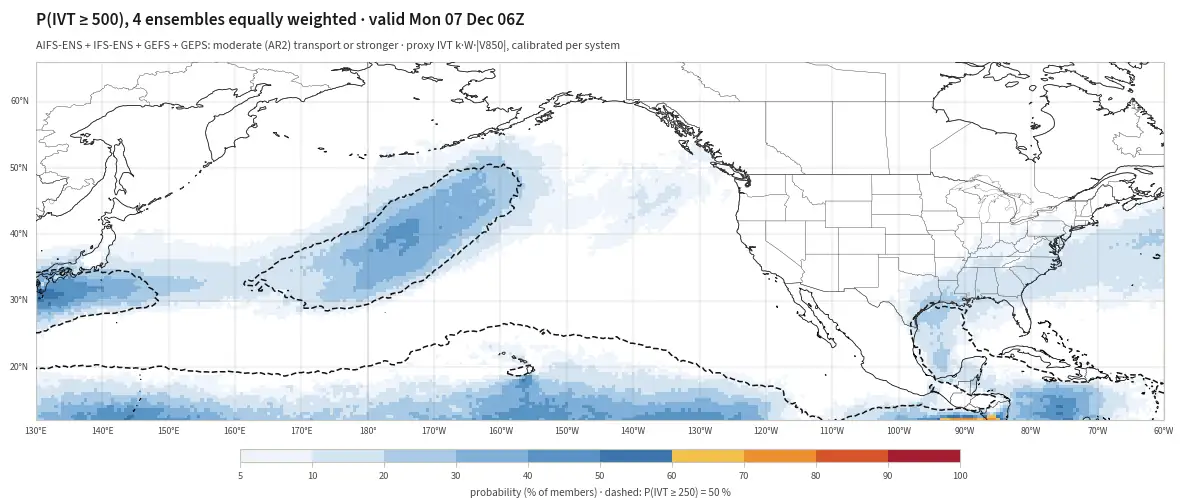 P(IVT ≥ 500), 4 ensembles equally weighted · valid Mon 07 Dec 06Z
AIFS-ENS + IFS-ENS + GEFS + GEPS: moderate (AR2) transport or stronger · proxy IVT k·W·|V850|, calibrated per system
60°N
50°N
40°N
30°N
20°N
130°E 140°E 150°E 160°E 170°E 180° 170°W 160°W 150°W 140°W 130°W 120°W 110°W 100°W 90°W 80°W 70°W 60°W
5 10 20 30 40 50 60 70 80 90 100
probability (% of members) · dashed: P(IVT ≥ 250) = 50 %